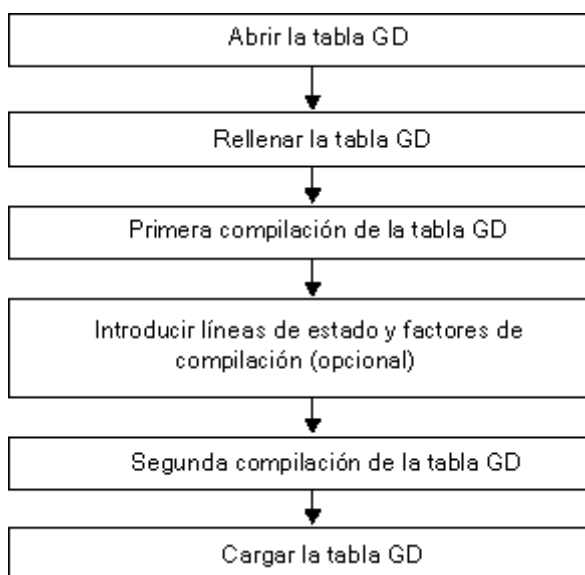 Abrir la tabla GD
Rellenar la tabla GD
Primera compilación de la tabla GD
Introducir líneas de estado y factores de
compilación (opcional)
Segunda compilación de la tabla GD
Cargar la tabla GD